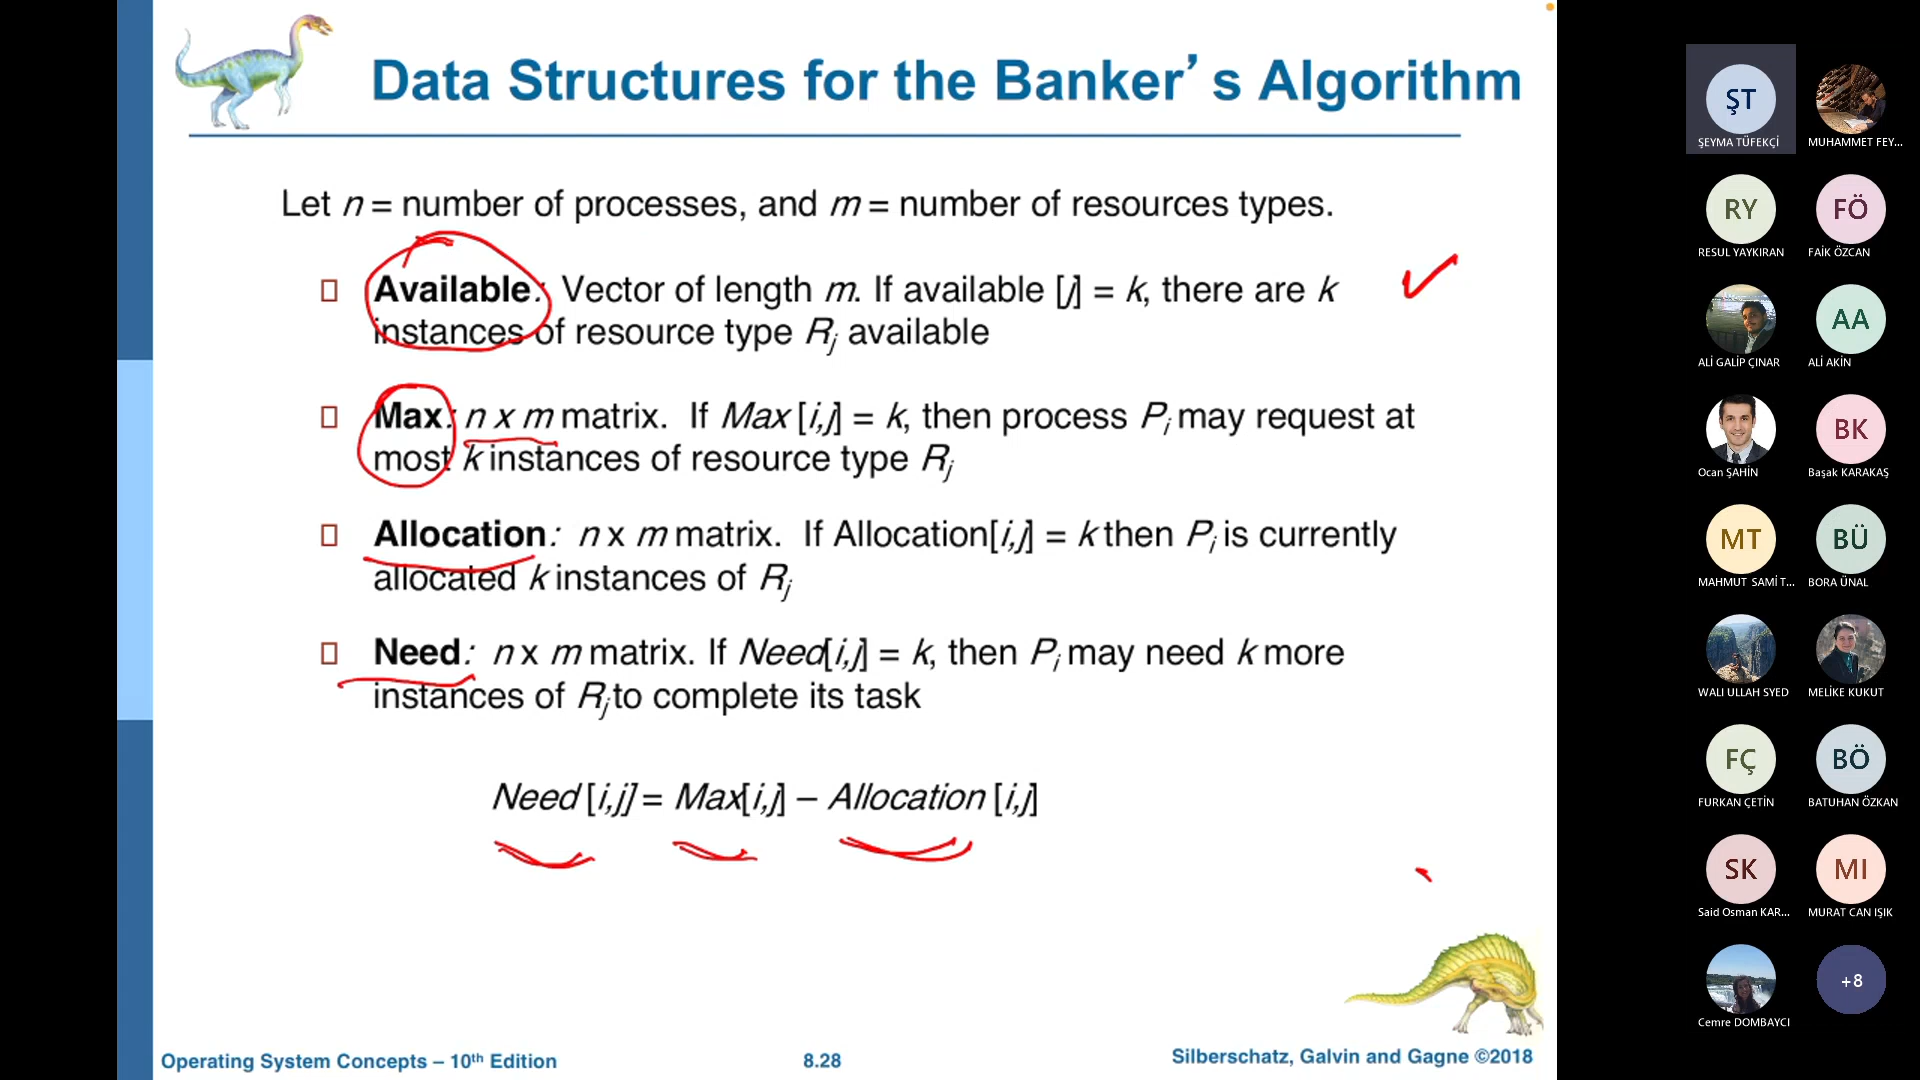 Data Structures for the Banker’s Algorithm
Let n = number of processes, and m = number of resources types.
Available: Vector of length m. If available [j] = k, there are k
instances of resource type Rj available
Max: n x m matrix. If Max [i,j] = k, then process Pi may request at
most k instances of resource type Rj
Allocation: n x m matrix. If Allocation[i,j] = k then Pi is currently
allocated k instances of Rj
Need: n x m matrix. If Need[i,j] = k, then Pi may need k more
instances of Rj to complete its task
Need [i,j] = Max[i,j] – Allocation [i,j]
Operating System Concepts – 10th Edition
8.28
Silberschatz, Galvin and Gagne ©2018
ŞT
ŞEYMA TÜFEKÇİ
MUHAMMET FEY...
RY
RESUL YAYKIRAN
FÖ
FAİK ÖZCAN
ALİ GALİP ÇINAR
AA
ALİ AKİN
Ocan ŞAHİN
BK
Başak KARAKAŞ
MT
MAHMUT SAMİ T...
BÜ
BORA ÜNAL
WALI ULLAH SYED
MELİKE KUKUT
FÇ
FURKAN ÇETİN
BÖ
BATUHAN ÖZKAN
SK
Said Osman KAR...
MI
MURAT CAN IŞIK
Cemre DOMBAYCI
+8